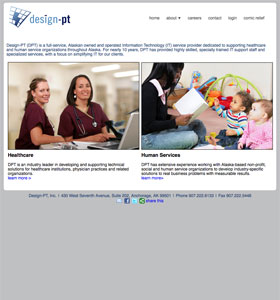 design-pt
home about ▾ careers contact login comic relief
Design-PT (DPT) is a full-service, Alaskan owned and operated Information Technology (IT) service provider dedicated to supporting healthcare
and human service organizations throughout Alaska. For nearly 10 years, DPT has provided highly skilled, specially trained IT support staff and
specialized services, with a focus on simplifying IT for our clients.
Healthcare
DPT is an industry leader in developing and supporting technical
solutions for healthcare institutions, physician practices and related
organizations.
learn more >
Human Services
DPT has extensive experience working with Alaska-based non-profit,
social and human service organizations to develop industry-specific
solutions to real business problems with measurable results.
learn more>
Design-PT, Inc. | 450 West Seventh Avenue, Suite 202, Anchorage, AK 99501 | Phone 907.222.6133 | Fax 907.222.2446
share this